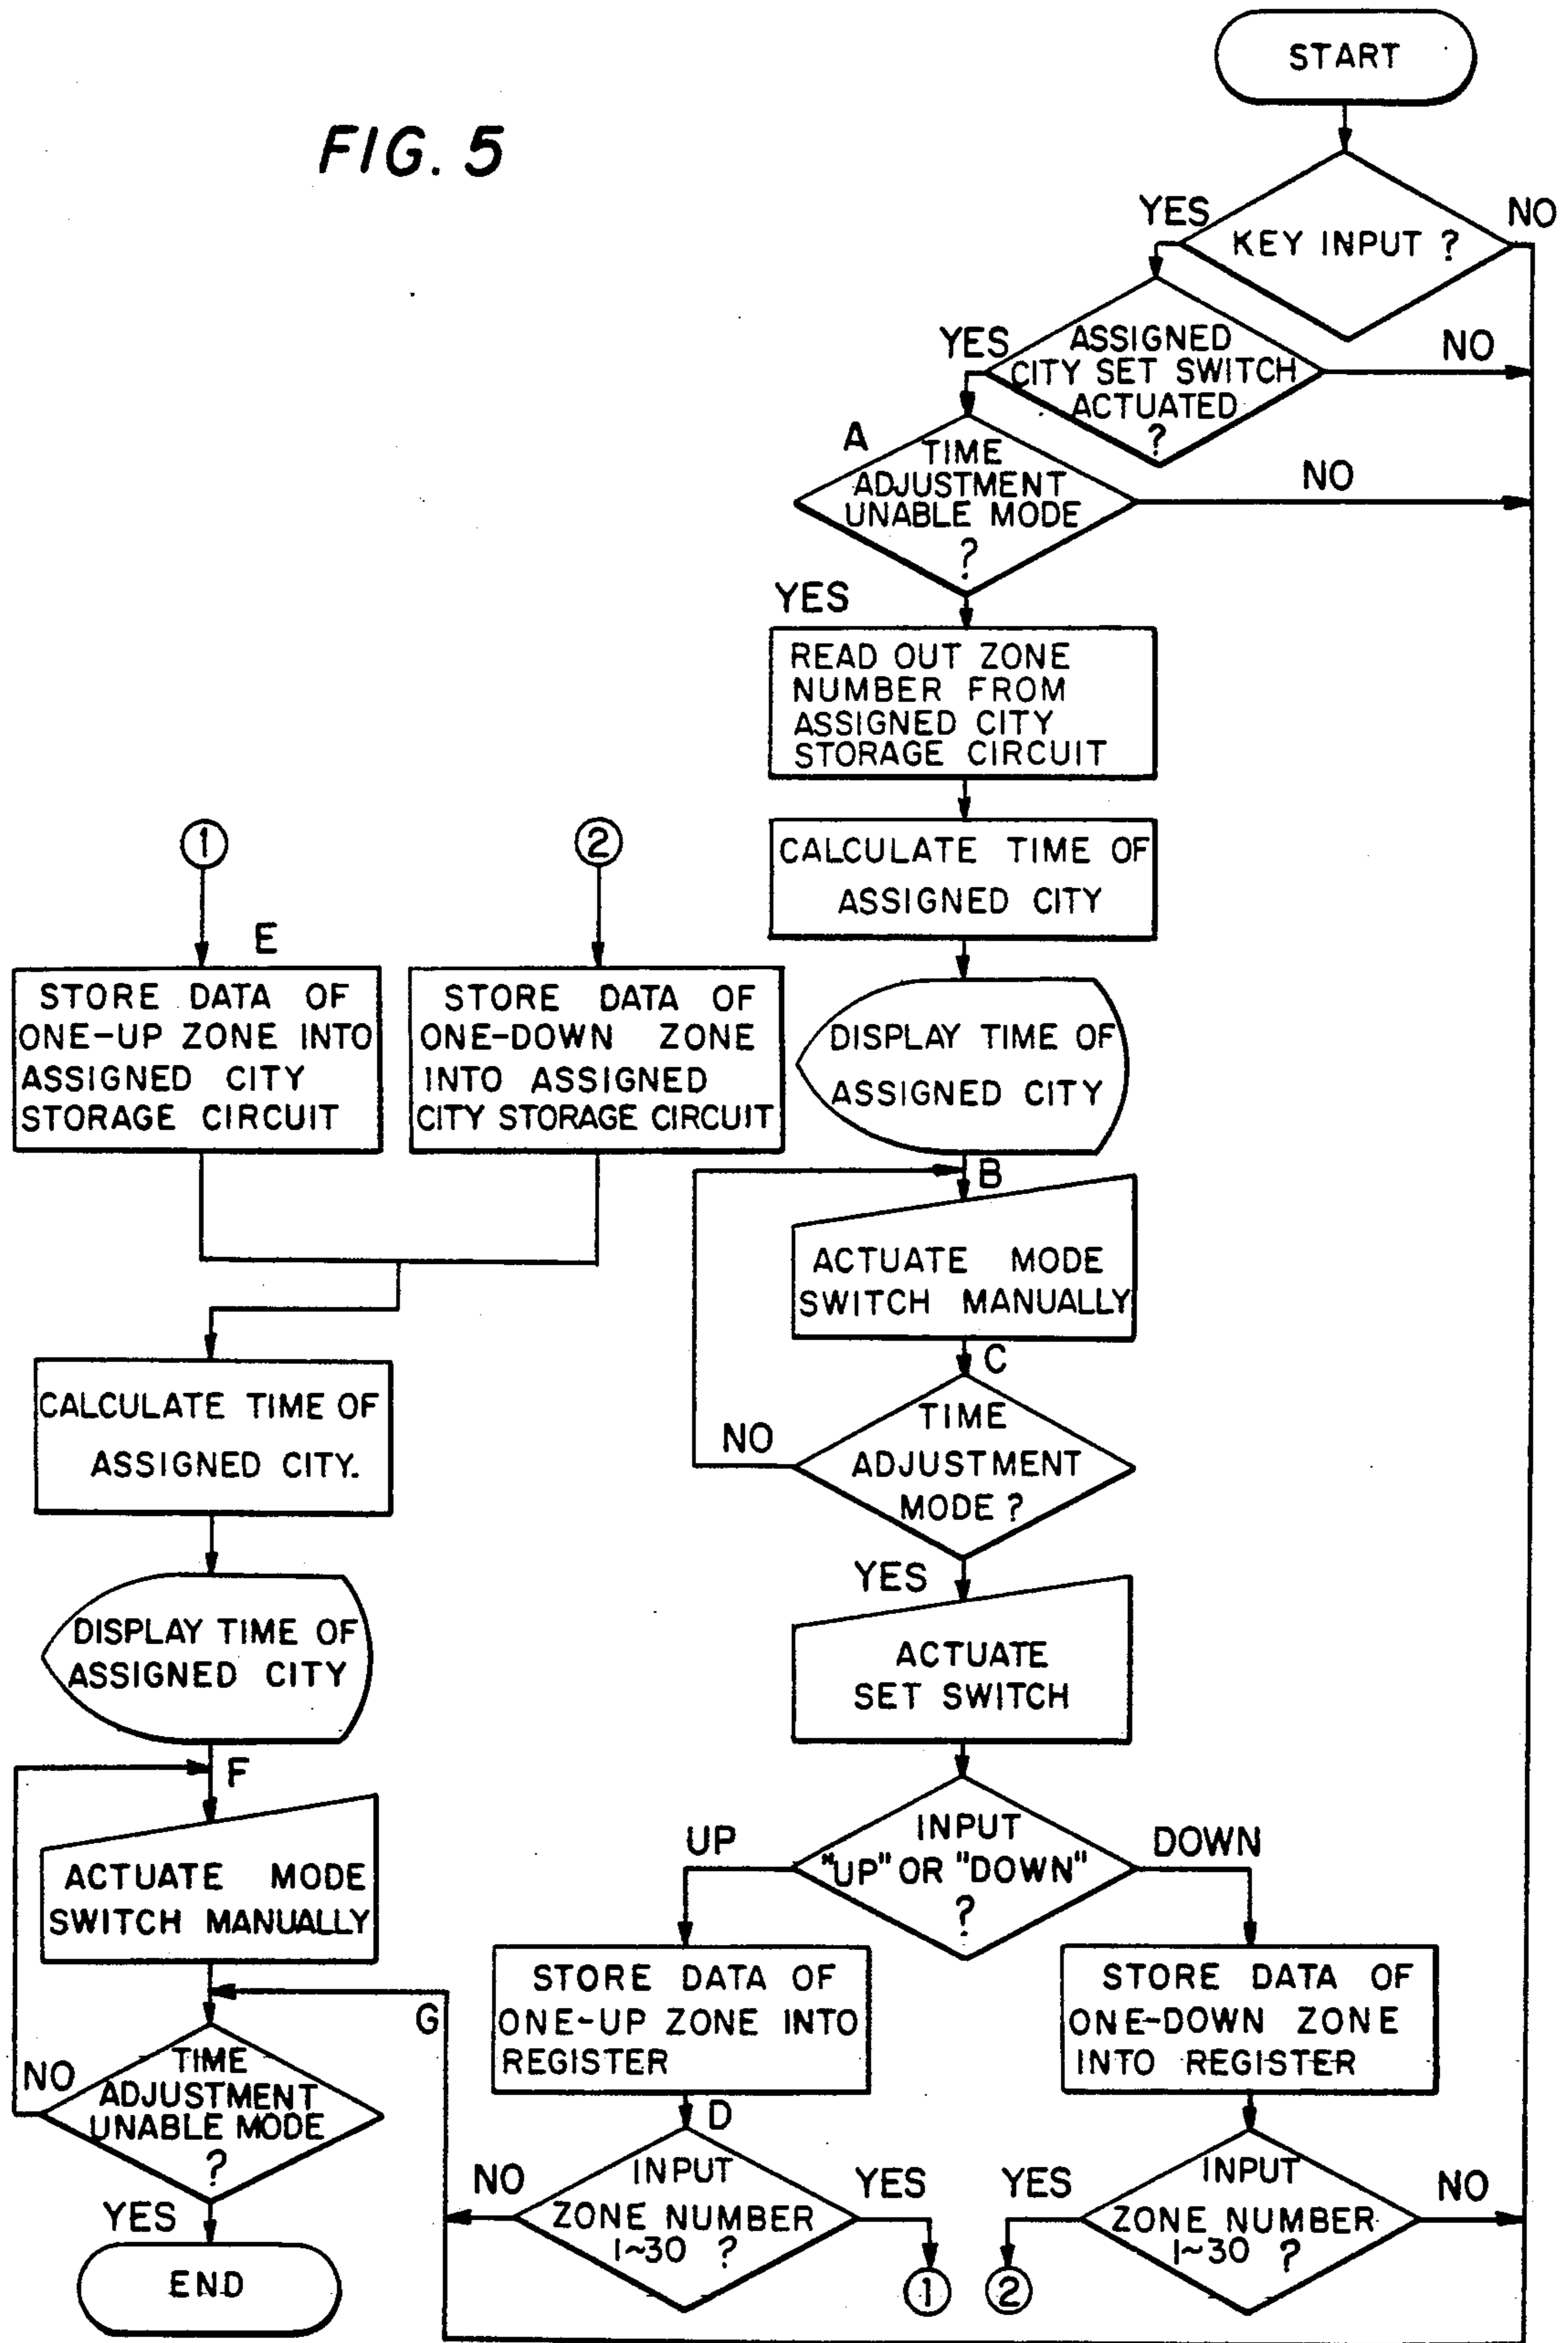 FIG. 5
START
KEY INPUT ?
YES
NO
ASSIGNED
CITY SET SWITCH
ACTUATED
?
YES
NO
A
TIME
ADJUSTMENT
UNABLE MODE
?
NO
YES
READ OUT ZONE
NUMBER FROM
ASSIGNED CITY
STORAGE CIRCUIT
CALCULATE TIME OF
ASSIGNED CITY
DISPLAY TIME OF
ASSIGNED CITY
B
ACTUATE MODE
SWITCH MANUALLY
C
TIME
ADJUSTMENT
MODE ?
NO
YES
ACTUATE
SET SWITCH
INPUT
"UP" OR "DOWN"
?
UP
DOWN
STORE DATA OF
ONE-UP ZONE INTO
REGISTER
STORE DATA OF
ONE-DOWN ZONE
INTO REGISTER
D
INPUT
ZONE NUMBER
1~30 ?
NO
YES
①
INPUT
ZONE NUMBER
1~30 ?
YES
NO
②
①
②
E
STORE DATA OF
ONE-UP ZONE INTO
ASSIGNED CITY
STORAGE CIRCUIT
STORE DATA OF
ONE-DOWN ZONE
INTO ASSIGNED
CITY STORAGE CIRCUIT
CALCULATE TIME OF
ASSIGNED CITY.
DISPLAY TIME OF
ASSIGNED CITY
F
ACTUATE MODE
SWITCH MANUALLY
G
TIME
ADJUSTMENT
UNABLE MODE
?
NO
YES
END